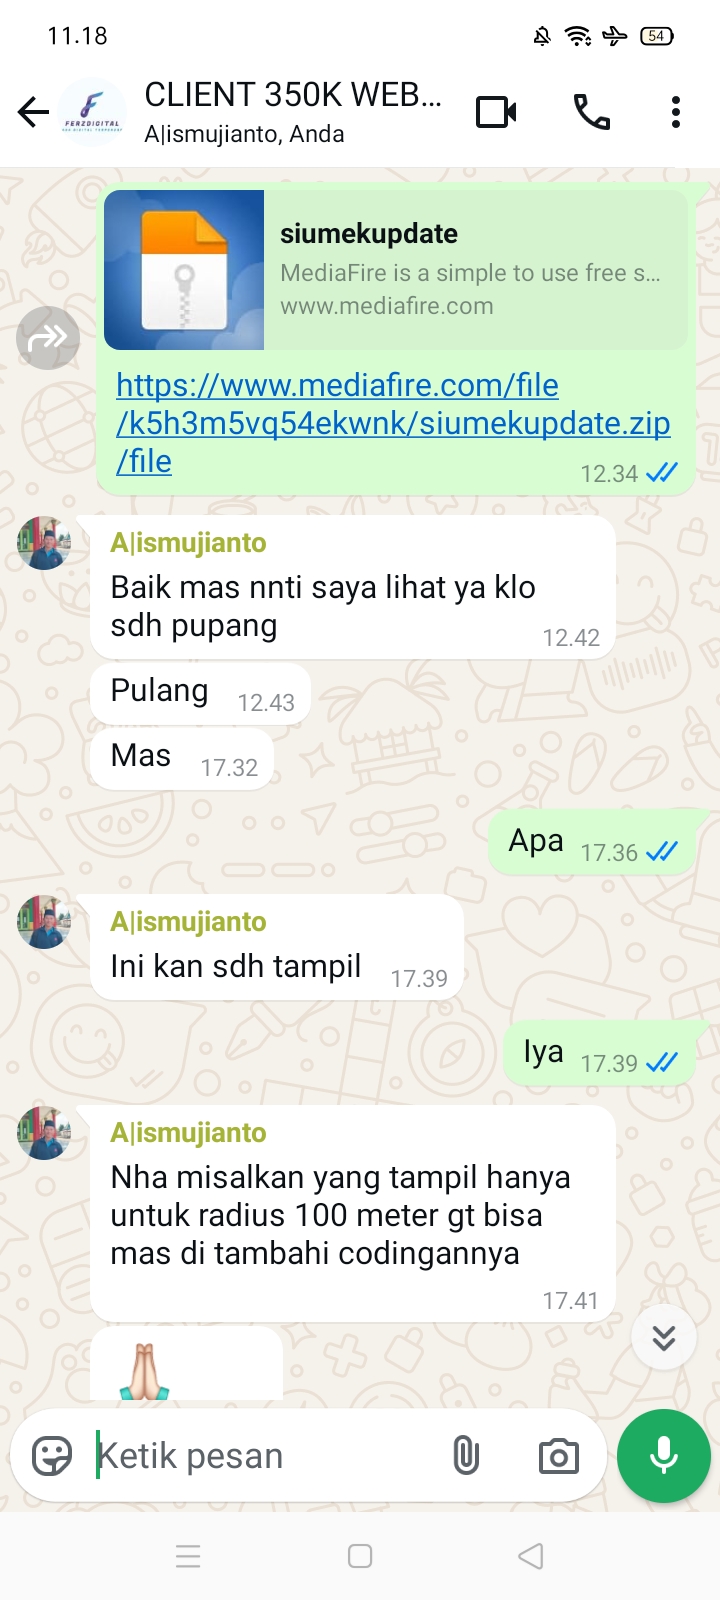 11.18
54
CLIENT 350K WEB...
A|ismujianto, Anda
FERZDIGITAL
siumekupdate
MediaFire is a simple to use free s...
www.mediafire.com
https://www.mediafire.com/file
/k5h3m5vq54ekwnk/siumekupdate.zip
/file
12.34
A|ismujianto
Baik mas nnti saya lihat ya klo
sdh pupang
12.42
Pulang 12.43
Mas 17.32
Apa 17.36
A|ismujianto
Ini kan sdh tampil 17.39
Iya 17.39
A|ismujianto
Nha misalkan yang tampil hanya
untuk radius 100 meter gt bisa
mas di tambahi codingannya
17.41
Ketik pesan